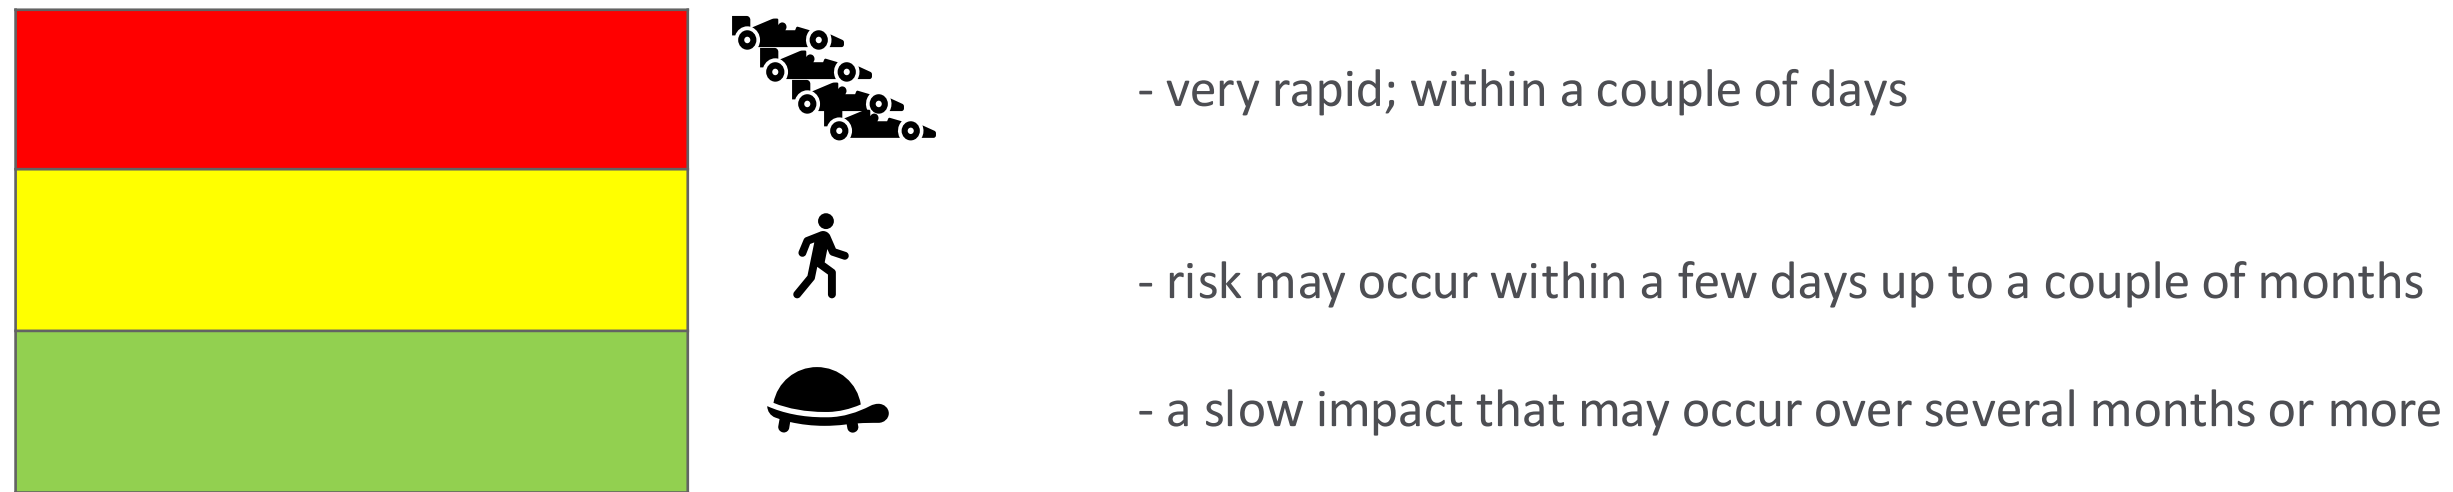 - very rapid; within a couple of days
- risk may occur within a few days up to a couple of months
- a slow impact that may occur over several months or more